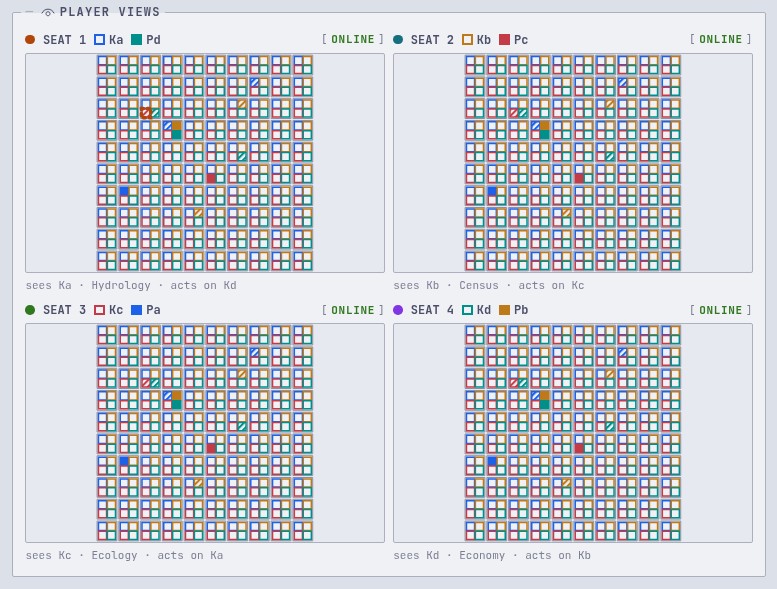 PLAYER VIEWS
SEAT 1 Ka Pd [ONLINE]
SEAT 2 Kb Pc [ONLINE]
sees Ka · Hydrology · acts on Kd
sees Kb · Census · acts on Kc
SEAT 3 Kc Pa [ONLINE]
SEAT 4 Kd Pb [ONLINE]
sees Kc · Ecology · acts on Ka
sees Kd · Economy · acts on Kb